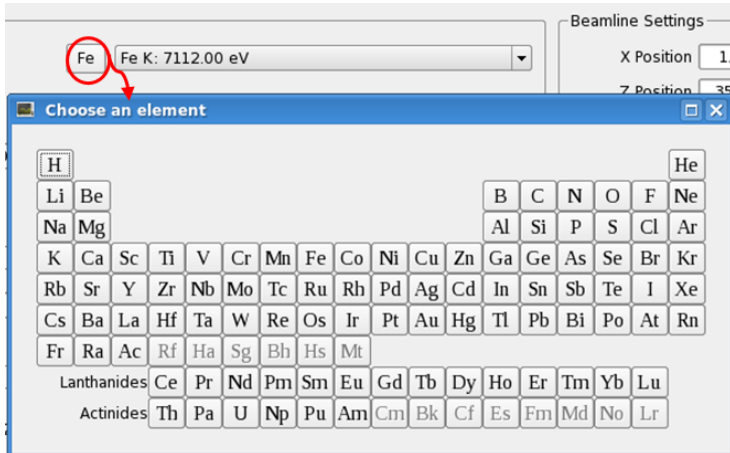 Beamline Settings
Fe Fe K: 7112.00 eV X Position 1.
Z Position 35
Choose an element
H He
Li Be B C N O F Ne
Na Mg Al Si P S Cl Ar
K Ca Sc Ti V Cr Mn Fe Co Ni Cu Zn Ga Ge As Se Br Kr
Rb Sr Y Zr Nb Mo Tc Ru Rh Pd Ag Cd In Sn Sb Te I Xe
Cs Ba La Hf Ta W Re Os Ir Pt Au Hg Tl Pb Bi Po At Rn
Fr Ra Ac Rf Ha Sg Bh Hs Mt
Lanthanides Ce Pr Nd Pm Sm Eu Gd Tb Dy Ho Er Tm Yb Lu
Actinides Th Pa U Np Pu Am Cm Bk Cf Es Fm Md No Lr